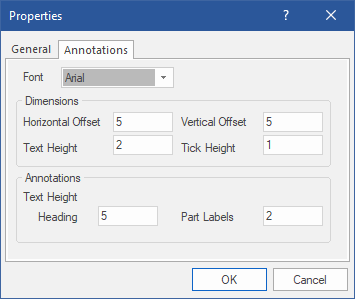 Properties ?
General Annotations
Font Arial
Dimensions
Horizontal Offset 5 Vertical Offset 5
Text Height 2 Tick Height 1
Annotations
Text Height
Heading 5 Part Labels 2
OK Cancel